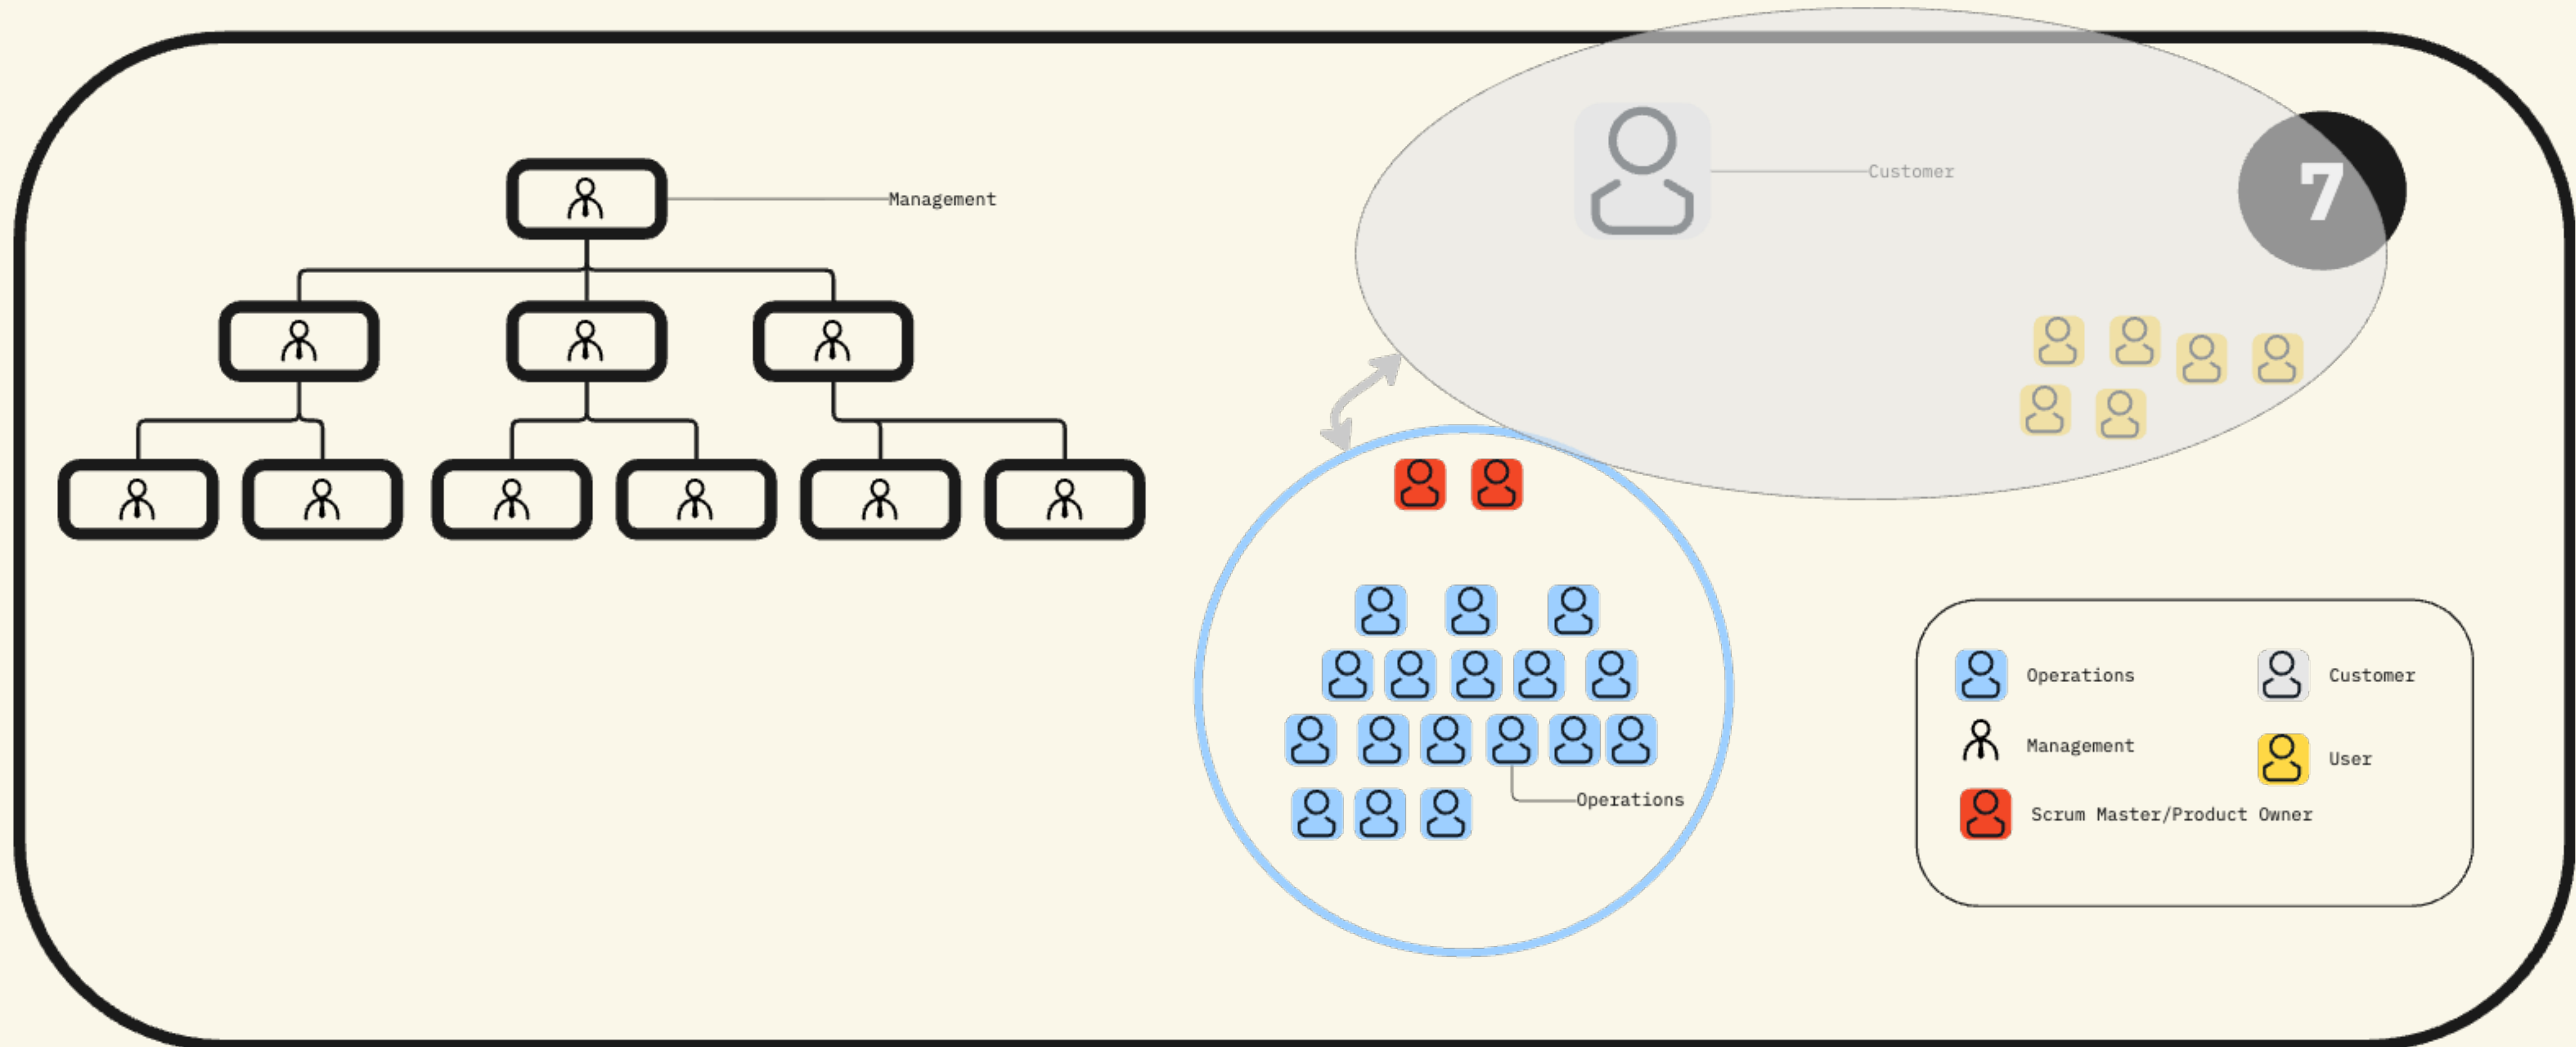 Customer
7
Management
Operations
Operations
Customer
Management
User
Scrum Master/Product Owner